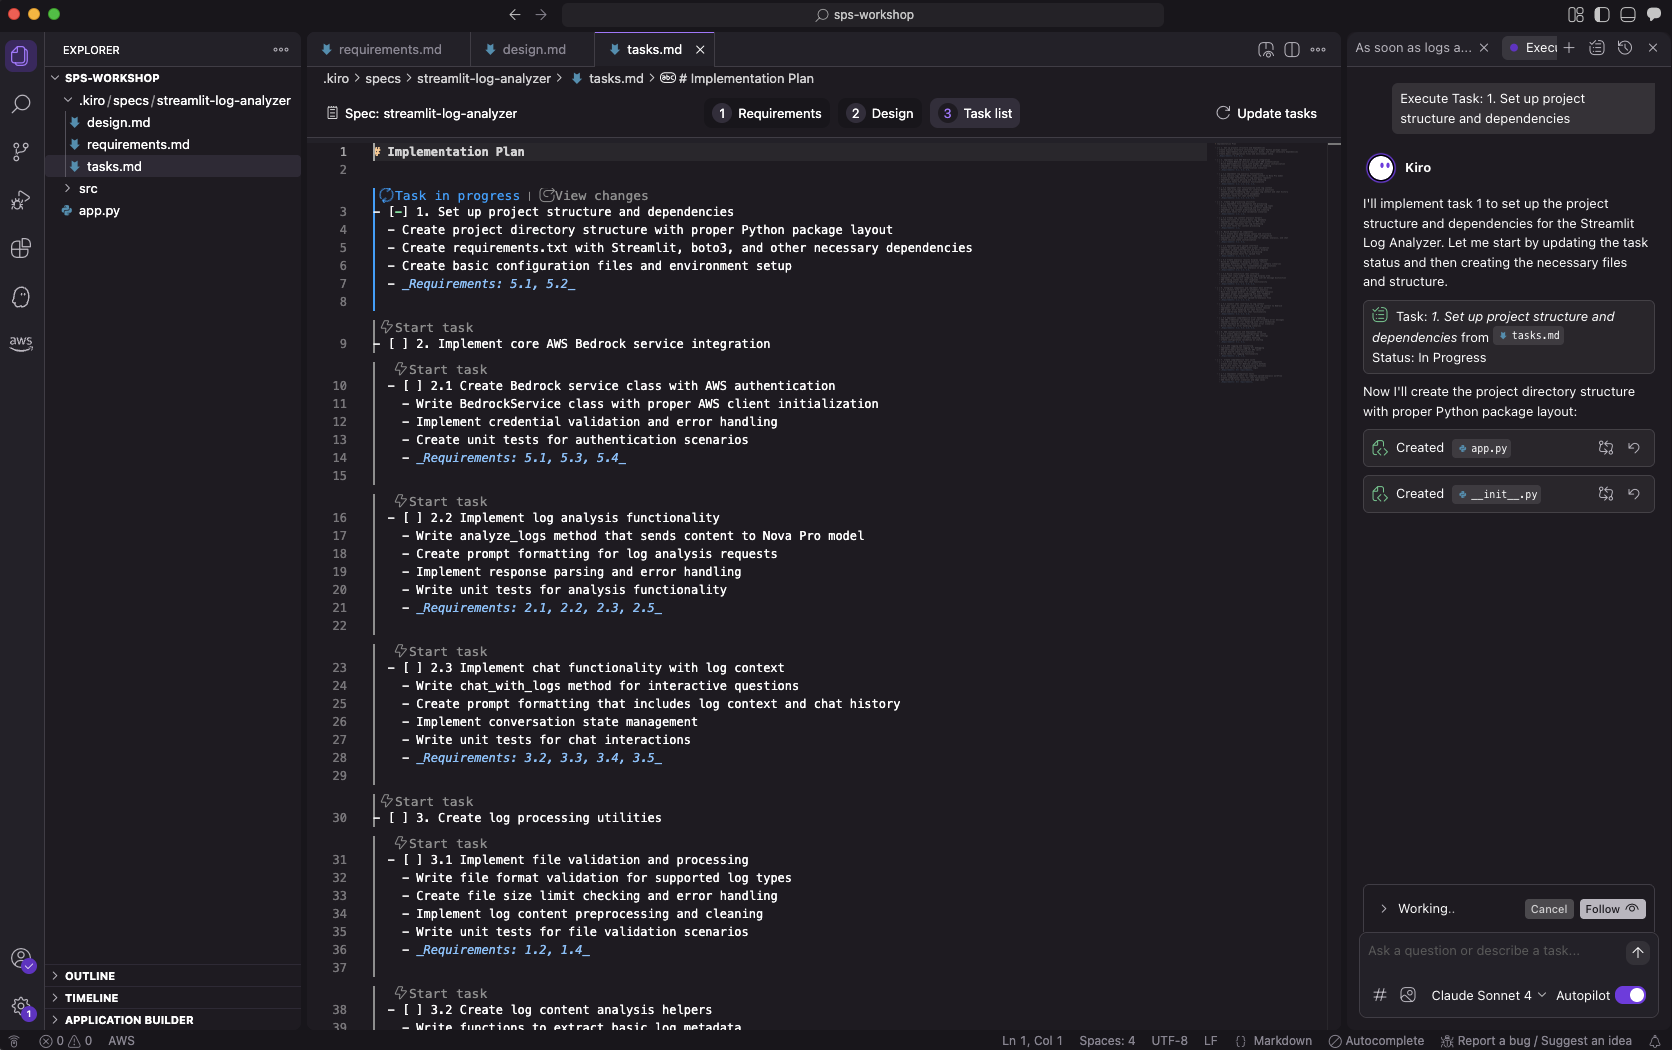 sps-workshop
EXPLORER
SPS-WORKSHOP
.kiro/specs/streamlit-log-analyzer
design.md
requirements.md
tasks.md
src
app.py
aws
1
OUTLINE
TIMELINE
APPLICATION BUILDER
requirements.md
design.md
tasks.md
.kiro > specs > streamlit-log-analyzer > tasks.md > abc # Implementation Plan
Spec: streamlit-log-analyzer
1 Requirements
2 Design
3 Task list
Update tasks
1 # Implementation Plan
2
Task in progress | View changes
3 - [-] 1. Set up project structure and dependencies
4 - Create project directory structure with proper Python package layout
5 - Create requirements.txt with Streamlit, boto3, and other necessary dependencies
6 - Create basic configuration files and environment setup
7 - _Requirements: 5.1, 5.2_
8
Start task
9 - [ ] 2. Implement core AWS Bedrock service integration
Start task
10 - [ ] 2.1 Create Bedrock service class with AWS authentication
11 - Write BedrockService class with proper AWS client initialization
12 - Implement credential validation and error handling
13 - Create unit tests for authentication scenarios
14 - _Requirements: 5.1, 5.3, 5.4_
15
Start task
16 - [ ] 2.2 Implement log analysis functionality
17 - Write analyze_logs method that sends content to Nova Pro model
18 - Create prompt formatting for log analysis requests
19 - Implement response parsing and error handling
20 - Write unit tests for analysis functionality
21 - _Requirements: 2.1, 2.2, 2.3, 2.5_
22
Start task
23 - [ ] 2.3 Implement chat functionality with log context
24 - Write chat_with_logs method for interactive questions
25 - Create prompt formatting that includes log context and chat history
26 - Implement conversation state management
27 - Write unit tests for chat interactions
28 - _Requirements: 3.2, 3.3, 3.4, 3.5_
29
Start task
30 - [ ] 3. Create log processing utilities
Start task
31 - [ ] 3.1 Implement file validation and processing
32 - Write file format validation for supported log types
33 - Create file size limit checking and error handling
34 - Implement log content preprocessing and cleaning
35 - Write unit tests for file validation scenarios
36 - _Requirements: 1.2, 1.4_
37
Start task
38 - [ ] 3.2 Create log content analysis helpers
39 - Write functions to extract basic log metadata
As soon as logs a...
Execu
Execute Task: 1. Set up project
structure and dependencies
Kiro
I'll implement task 1 to set up the project
structure and dependencies for the Streamlit
Log Analyzer. Let me start by updating the task
status and then creating the necessary files
and structure.
Task: 1. Set up project structure and
dependencies from tasks.md
Status: In Progress
Now I'll create the project directory structure
with proper Python package layout:
Created app.py
Created __init__.py
Working..
Cancel
Follow
Ask a question or describe a task...
# Claude Sonnet 4 Autopilot
0 0 AWS
Ln 1, Col 1
Spaces: 4
UTF-8
LF
{} Markdown
Autocomplete
Report a bug / Suggest an idea